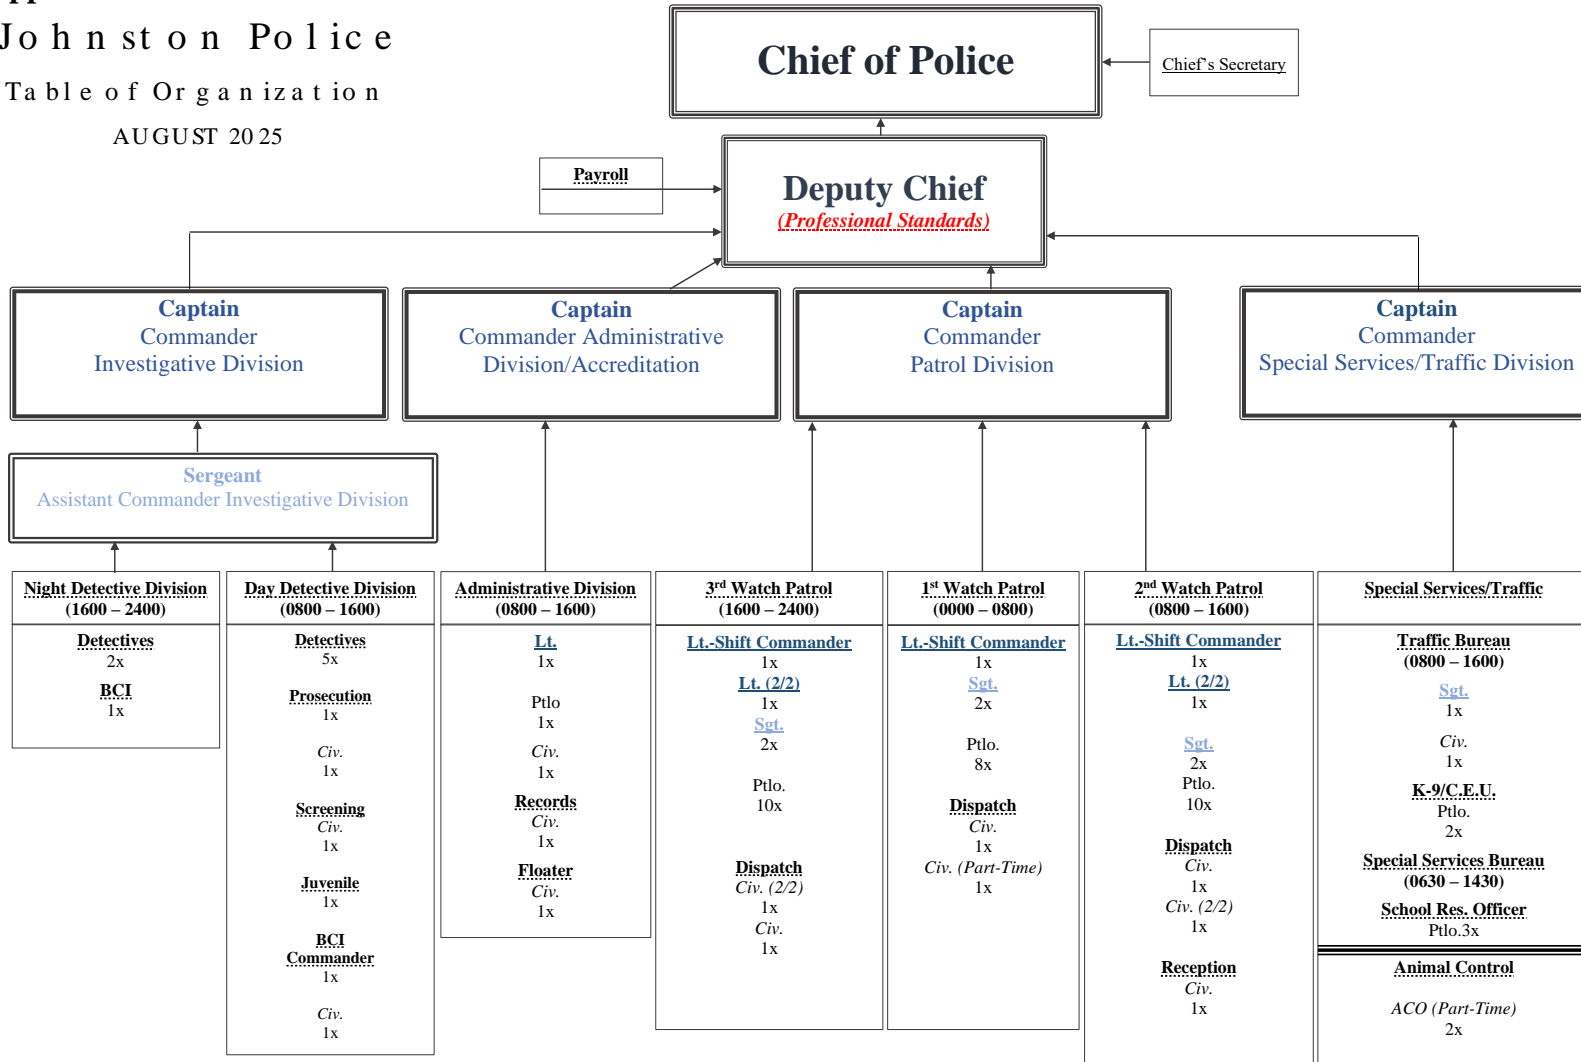 Johnston Police
Table of Organization
AUGUST 2025
Chief of Police
Chief's Secretary
Payroll
Deputy Chief
(Professional Standards)
Captain
Commander
Investigative Division
Captain
Commander Administrative
Division/Accreditation
Captain
Commander
Patrol Division
Captain
Commander
Special Services/Traffic Division
Sergeant
Assistant Commander Investigative Division
Night Detective Division
(1600 – 2400)
Detectives
2x
BCI
1x
Day Detective Division
(0800 – 1600)
Detectives
5x
Prosecution
1x
Civ.
1x
Screening
Civ.
1x
Juvenile
1x
BCI
Commander
1x
Civ.
1x
Administrative Division
(0800 – 1600)
Lt.
1x
Ptlo
1x
Civ.
1x
Records
Civ.
1x
Floater
Civ.
1x
3rd Watch Patrol
(1600 – 2400)
Lt.-Shift Commander
1x
Lt. (2/2)
1x
Sgt.
2x
Ptlo.
10x
Dispatch
Civ. (2/2)
1x
Civ.
1x
1st Watch Patrol
(0000 – 0800)
Lt.-Shift Commander
1x
Sgt.
2x
Ptlo.
8x
Dispatch
Civ.
1x
Civ. (Part-Time)
1x
2nd Watch Patrol
(0800 – 1600)
Lt.-Shift Commander
1x
Lt. (2/2)
1x
Sgt.
2x
Ptlo.
10x
Dispatch
Civ.
1x
Civ. (2/2)
1x
Reception
Civ.
1x
Special Services/Traffic
Traffic Bureau
(0800 – 1600)
Sgt.
1x
Civ.
1x
K-9/C.E.U.
Ptlo.
2x
Special Services Bureau
(0630 – 1430)
School Res. Officer
Ptlo.3x
Animal Control
ACO (Part-Time)
2x